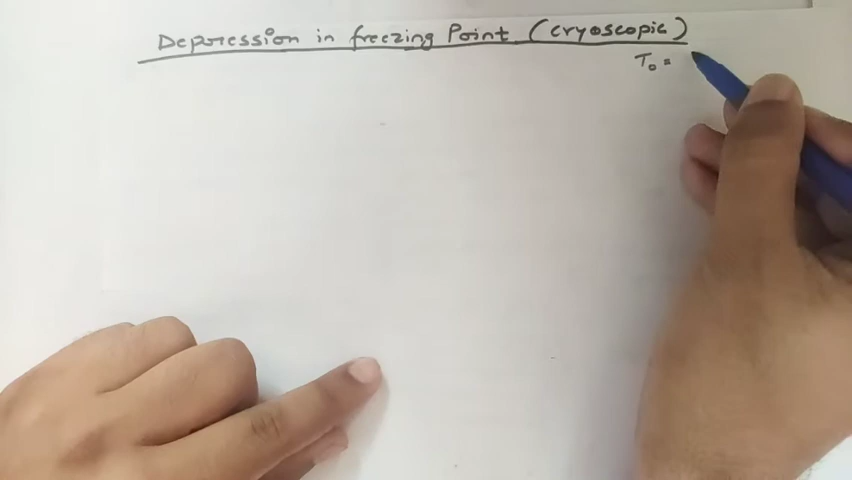 Depression in freezing Point (cryoscopic)
T₀ =